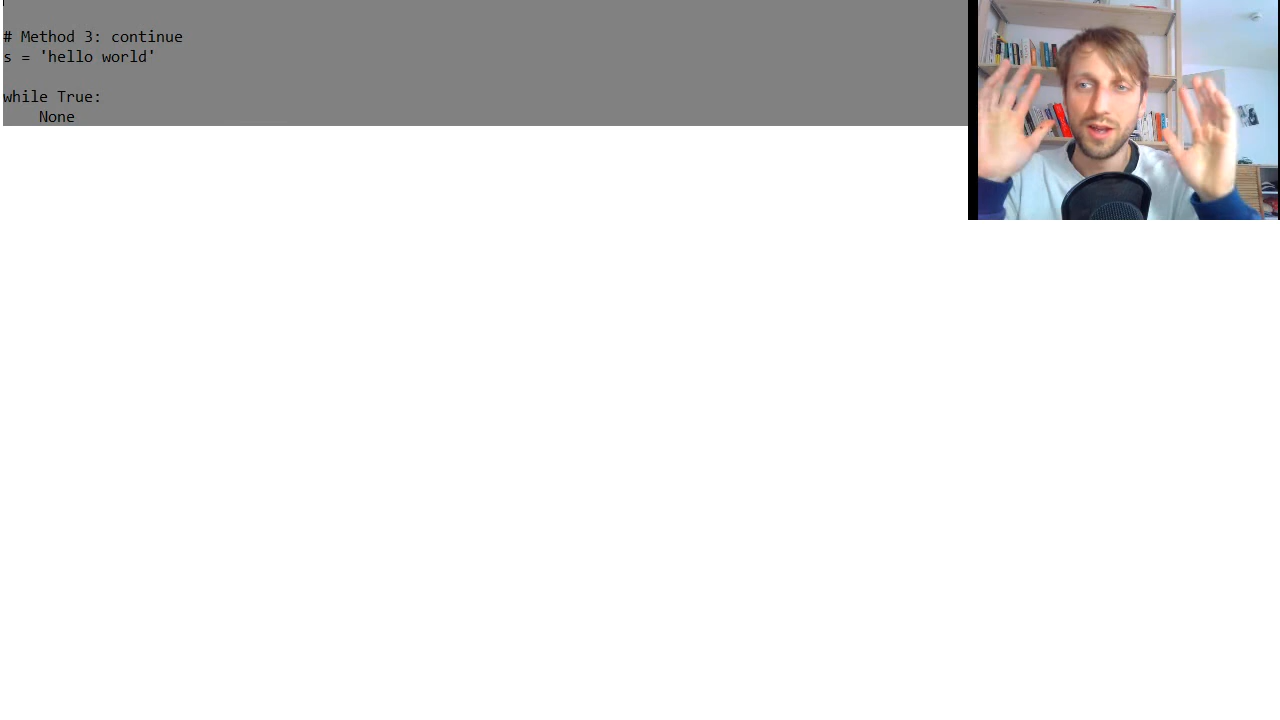 # Method 3: continue
s = 'hello world'
while True:
    None